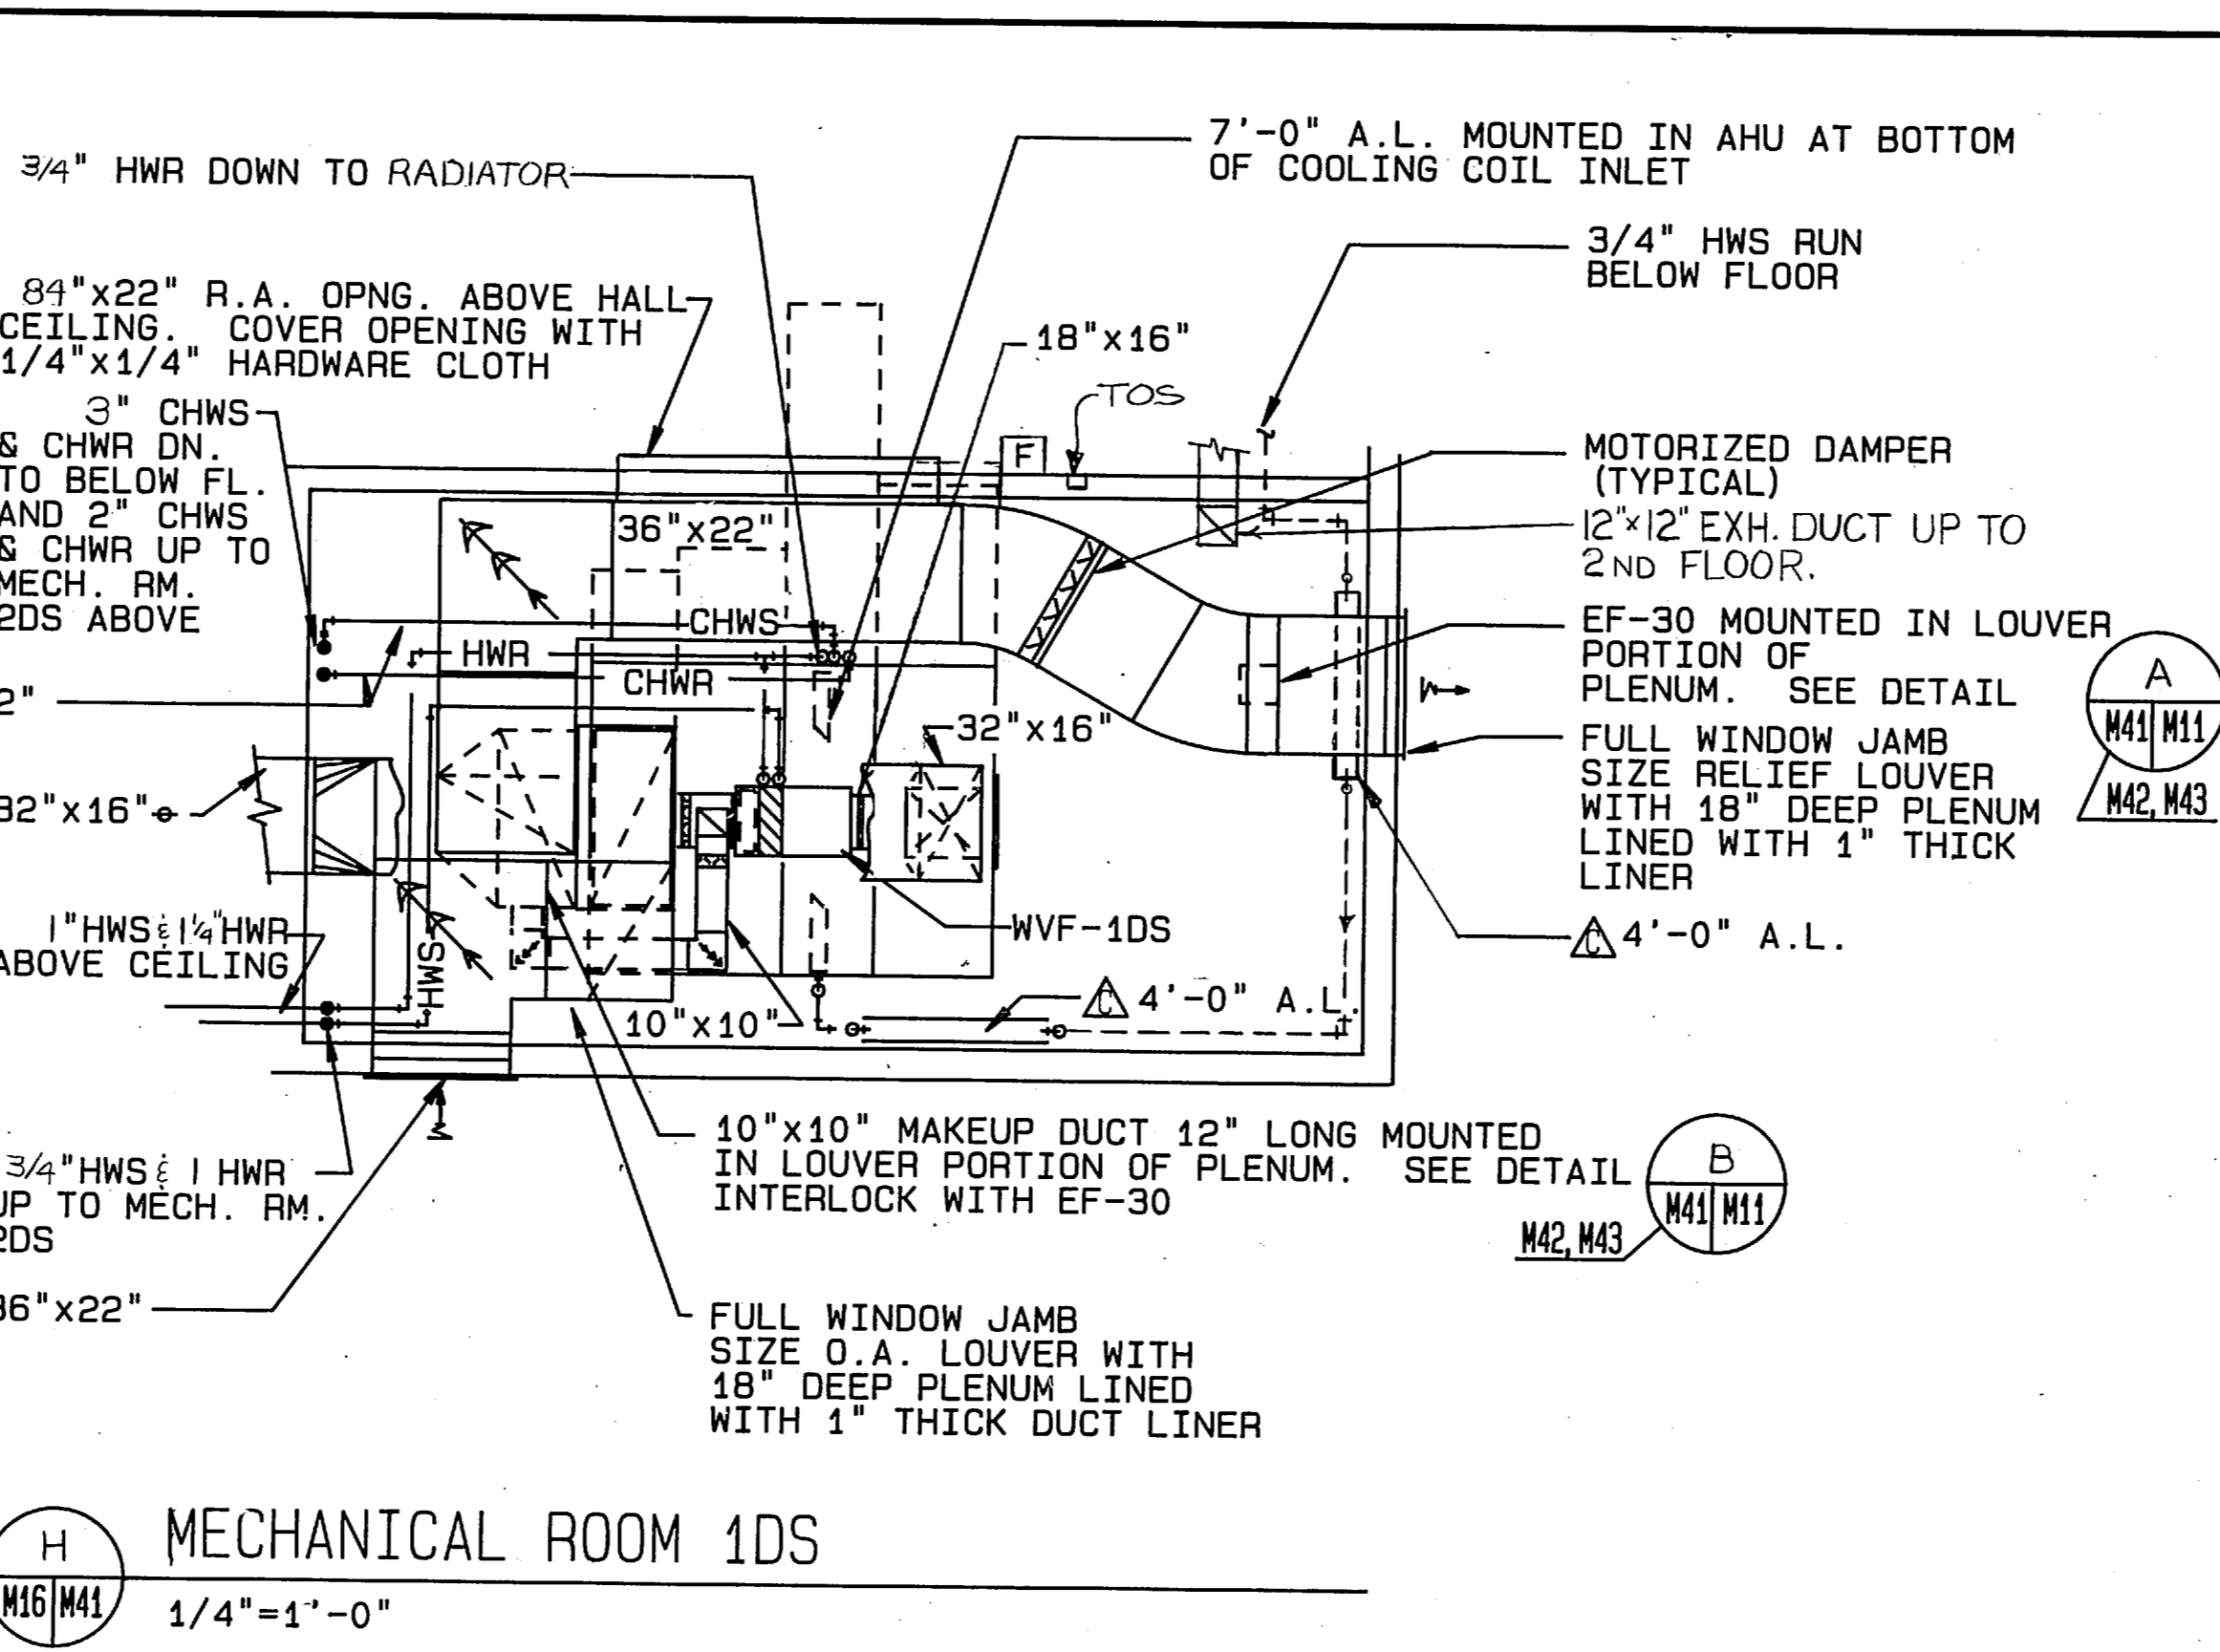 3/4" HWR DOWN TO RADIATOR
7'-0" A.L. MOUNTED IN AHU AT BOTTOM
OF COOLING COIL INLET
3/4" HWS RUN
BELOW FLOOR
84"x22" R.A. OPNG. ABOVE HALL
CEILING. COVER OPENING WITH
1/4"x1/4" HARDWARE CLOTH
18"x16"
TOS
F
3" CHWS
& CHWR DN.
TO BELOW FL.
AND 2" CHWS
& CHWR UP TO
MECH. RM.
2DS ABOVE
MOTORIZED DAMPER
(TYPICAL)
12"x12" EXH. DUCT UP TO
2ND FLOOR.
36"x22"
CHWS
HWR
CHWR
EF-30 MOUNTED IN LOUVER
PORTION OF
PLENUM. SEE DETAIL
A
M41 M11
M42, M43
2"
32"x16"
FULL WINDOW JAMB
SIZE RELIEF LOUVER
WITH 18" DEEP PLENUM
LINED WITH 1" THICK
LINER
32"x16"
1" HWS & 1 1/4" HWR
ABOVE CEILING
HWS
WVF-1DS
C 4'-0" A.L.
C 4'-0" A.L.
10"x10"
3/4" HWS & 1 HWR
UP TO MECH. RM.
2DS
10"x10" MAKEUP DUCT 12" LONG MOUNTED
IN LOUVER PORTION OF PLENUM. SEE DETAIL
INTERLOCK WITH EF-30
B
M41 M11
M42, M43
36"x22"
FULL WINDOW JAMB
SIZE O.A. LOUVER WITH
18" DEEP PLENUM LINED
WITH 1" THICK DUCT LINER
H
M16 M41
MECHANICAL ROOM 1DS
1/4"=1'-0"